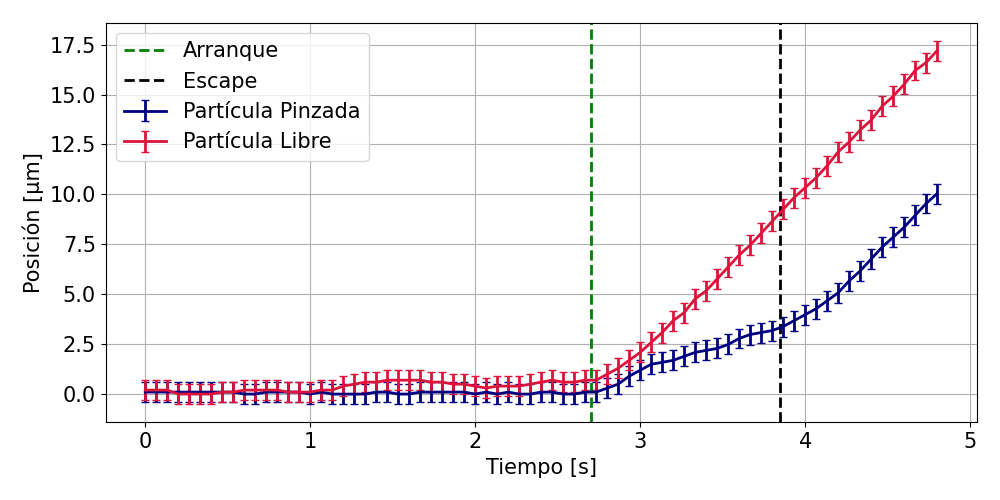 Arranque
Escape
Partícula Pinzada
Partícula Libre
Posición [µm]
17.5
15.0
12.5
10.0
7.5
5.0
2.5
0.0
0 1 2 3 4 5
Tiempo [s]